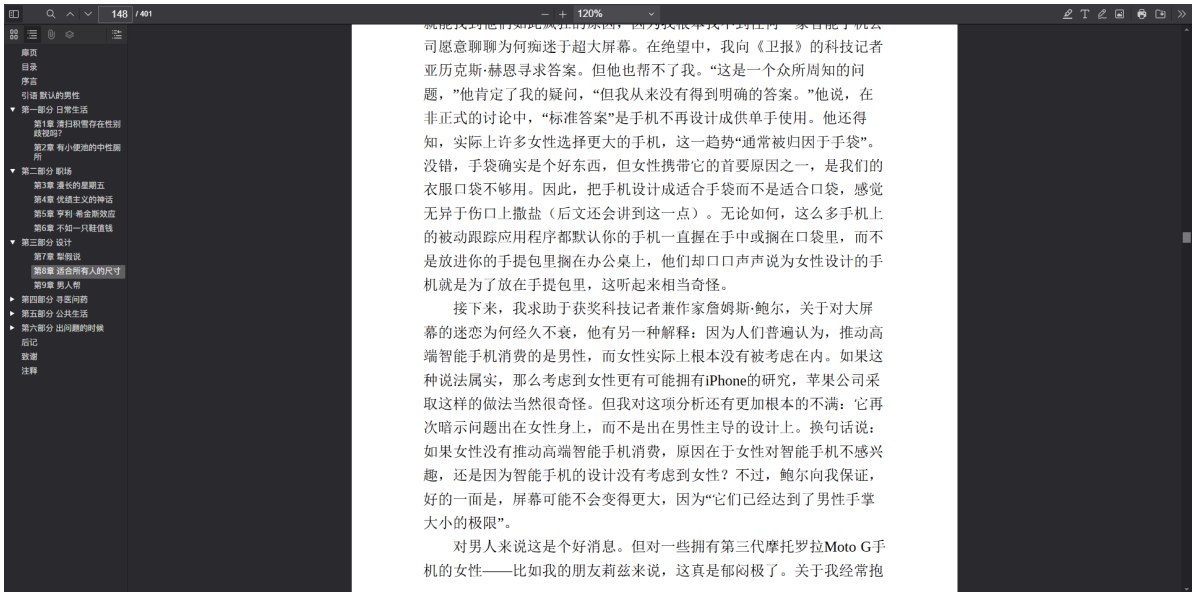 148 / 401
120%
扉页
目录
序言
引语 默认的男性
第一部分 日常生活
第1章 清扫积雪存在性别
歧视吗？
第2章 有小便池的中性厕
所
第二部分 职场
第3章 漫长的星期五
第4章 优绩主义的神话
第5章 亨利·希金斯效应
第6章 不如一只鞋值钱
第三部分 设计
第7章 犁假说
第8章 适合所有人的尺寸
第9章 男人帮
第四部分 寻医问药
第五部分 公共生活
第六部分 出问题的时候
后记
致谢
注释
就能找到他们如此疯狂的原因，因为我根本找不到任何一家智能手机公
司愿意聊聊为何痴迷于超大屏幕。在绝望中，我向《卫报》的科技记者
亚历克斯·赫恩寻求答案。但他也帮不了我。“这是一个众所周知的问
题，”他肯定了我的疑问，“但我从来没有得到明确的答案。”他说，在
非正式的讨论中，“标准答案”是手机不再设计成供单手使用。他还得
知，实际上许多女性选择更大的手机，这一趋势“通常被归因于手袋”。
没错，手袋确实是个好东西，但女性携带它的首要原因之一，是我们的
衣服口袋不够用。因此，把手机设计成适合手袋而不是适合口袋，感觉
无异于伤口上撒盐（后文还会讲到这一点）。无论如何，这么多手机上
的被动跟踪应用程序都默认你的手机一直握在手中或搁在口袋里，而不
是放进你的手提包里搁在办公桌上，他们却口口声声说为女性设计的手
机就是为了放在手提包里，这听起来相当奇怪。
接下来，我求助于获奖科技记者兼作家詹姆斯·鲍尔，关于对大屏
幕的迷恋为何经久不衰，他有另一种解释：因为人们普遍认为，推动高
端智能手机消费的是男性，而女性实际上根本没有被考虑在内。如果这
种说法属实，那么考虑到女性更有可能拥有iPhone的研究，苹果公司采
取这样的做法当然很奇怪。但我对这项分析还有更加根本的不满：它再
次暗示问题出在女性身上，而不是出在男性主导的设计上。换句话说：
如果女性没有推动高端智能手机消费，原因在于女性对智能手机不感兴
趣，还是因为智能手机的设计没有考虑到女性？不过，鲍尔向我保证，
好的一面是，屏幕可能不会变得更大，因为“它们已经达到了男性手掌
大小的极限”。
对男人来说这是个好消息。但对一些拥有第三代摩托罗拉Moto G手
机的女性——比如我的朋友莉兹来说，这真是郁闷极了。关于我经常抱